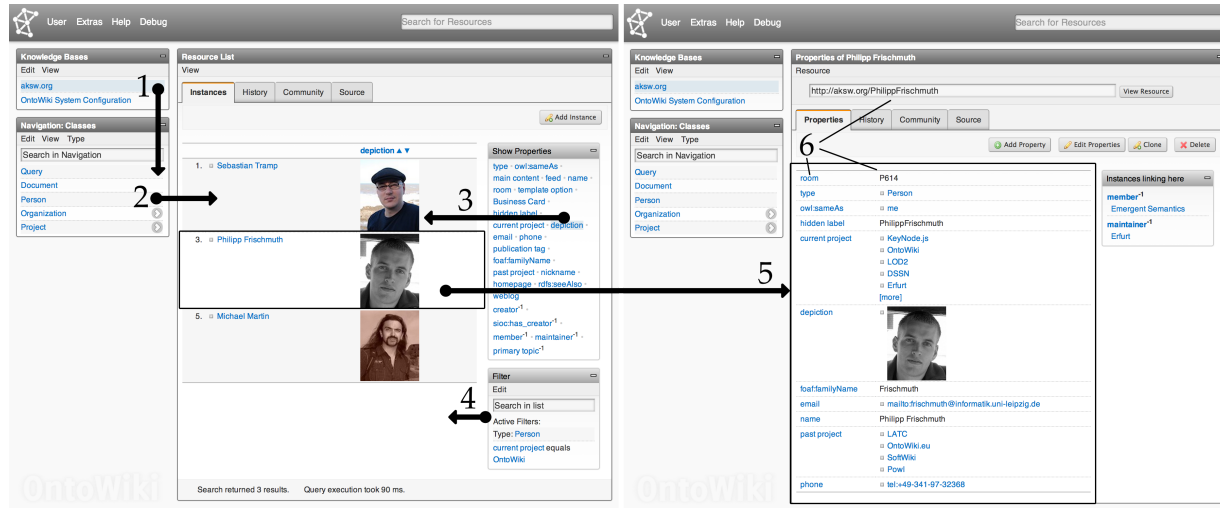 User Extras Help Debug
Search for Resources
Knowledge Bases
Edit View
aksw.org
OntoWiki System Configuration
Navigation: Classes
Edit View Type
Search in Navigation
Query
Document
Person
Organization
Project
1
2
Resource List
View
Instances History Community Source
Add Instance
depiction ▲ ▼
1. Sebastian Tramp
3. Philipp Frischmuth
5. Michael Martin
3
4
Show Properties
type · owl:sameAs ·
main content · feed · name ·
room · template option ·
Business Card ·
hidden label ·
current project · depiction ·
email · phone ·
publication tag ·
foaf:familyName ·
past project · nickname ·
homepage · rdfs:seeAlso ·
weblog
creator-1 ·
sioc:has_creator-1 ·
member-1 · maintainer-1 ·
primary topic-1
Filter
Edit
Search in list
Active Filters:
Type: Person
current project equals
OntoWiki
Search returned 3 results. Query execution took 90 ms.
OntoWiki
User Extras Help Debug
Search for Resources
Knowledge Bases
Edit View
aksw.org
OntoWiki System Configuration
Navigation: Classes
Edit View Type
Search in Navigation
Query
Document
Person
Organization
Project
5
Properties of Philipp Frischmuth
Resource
http://aksw.org/PhilippFrischmuth View Resource
Properties History Community Source
6
Add Property Edit Properties Clone Delete
room P614
type Person
owl:sameAs me
hidden label PhilippFrischmuth
current project KeyNode.js
OntoWiki
LOD2
DSSN
Erfurt
[more]
depiction
foaf:familyName Frischmuth
email mailto:frischmuth@informatik.uni-leipzig.de
name Philipp Frischmuth
past project LATC
OntoWiki.eu
SoftWiki
Powl
phone tel:+49-341-97-32368
Instances linking here
member-1
Emergent Semantics
maintainer-1
Erfurt
OntoWiki